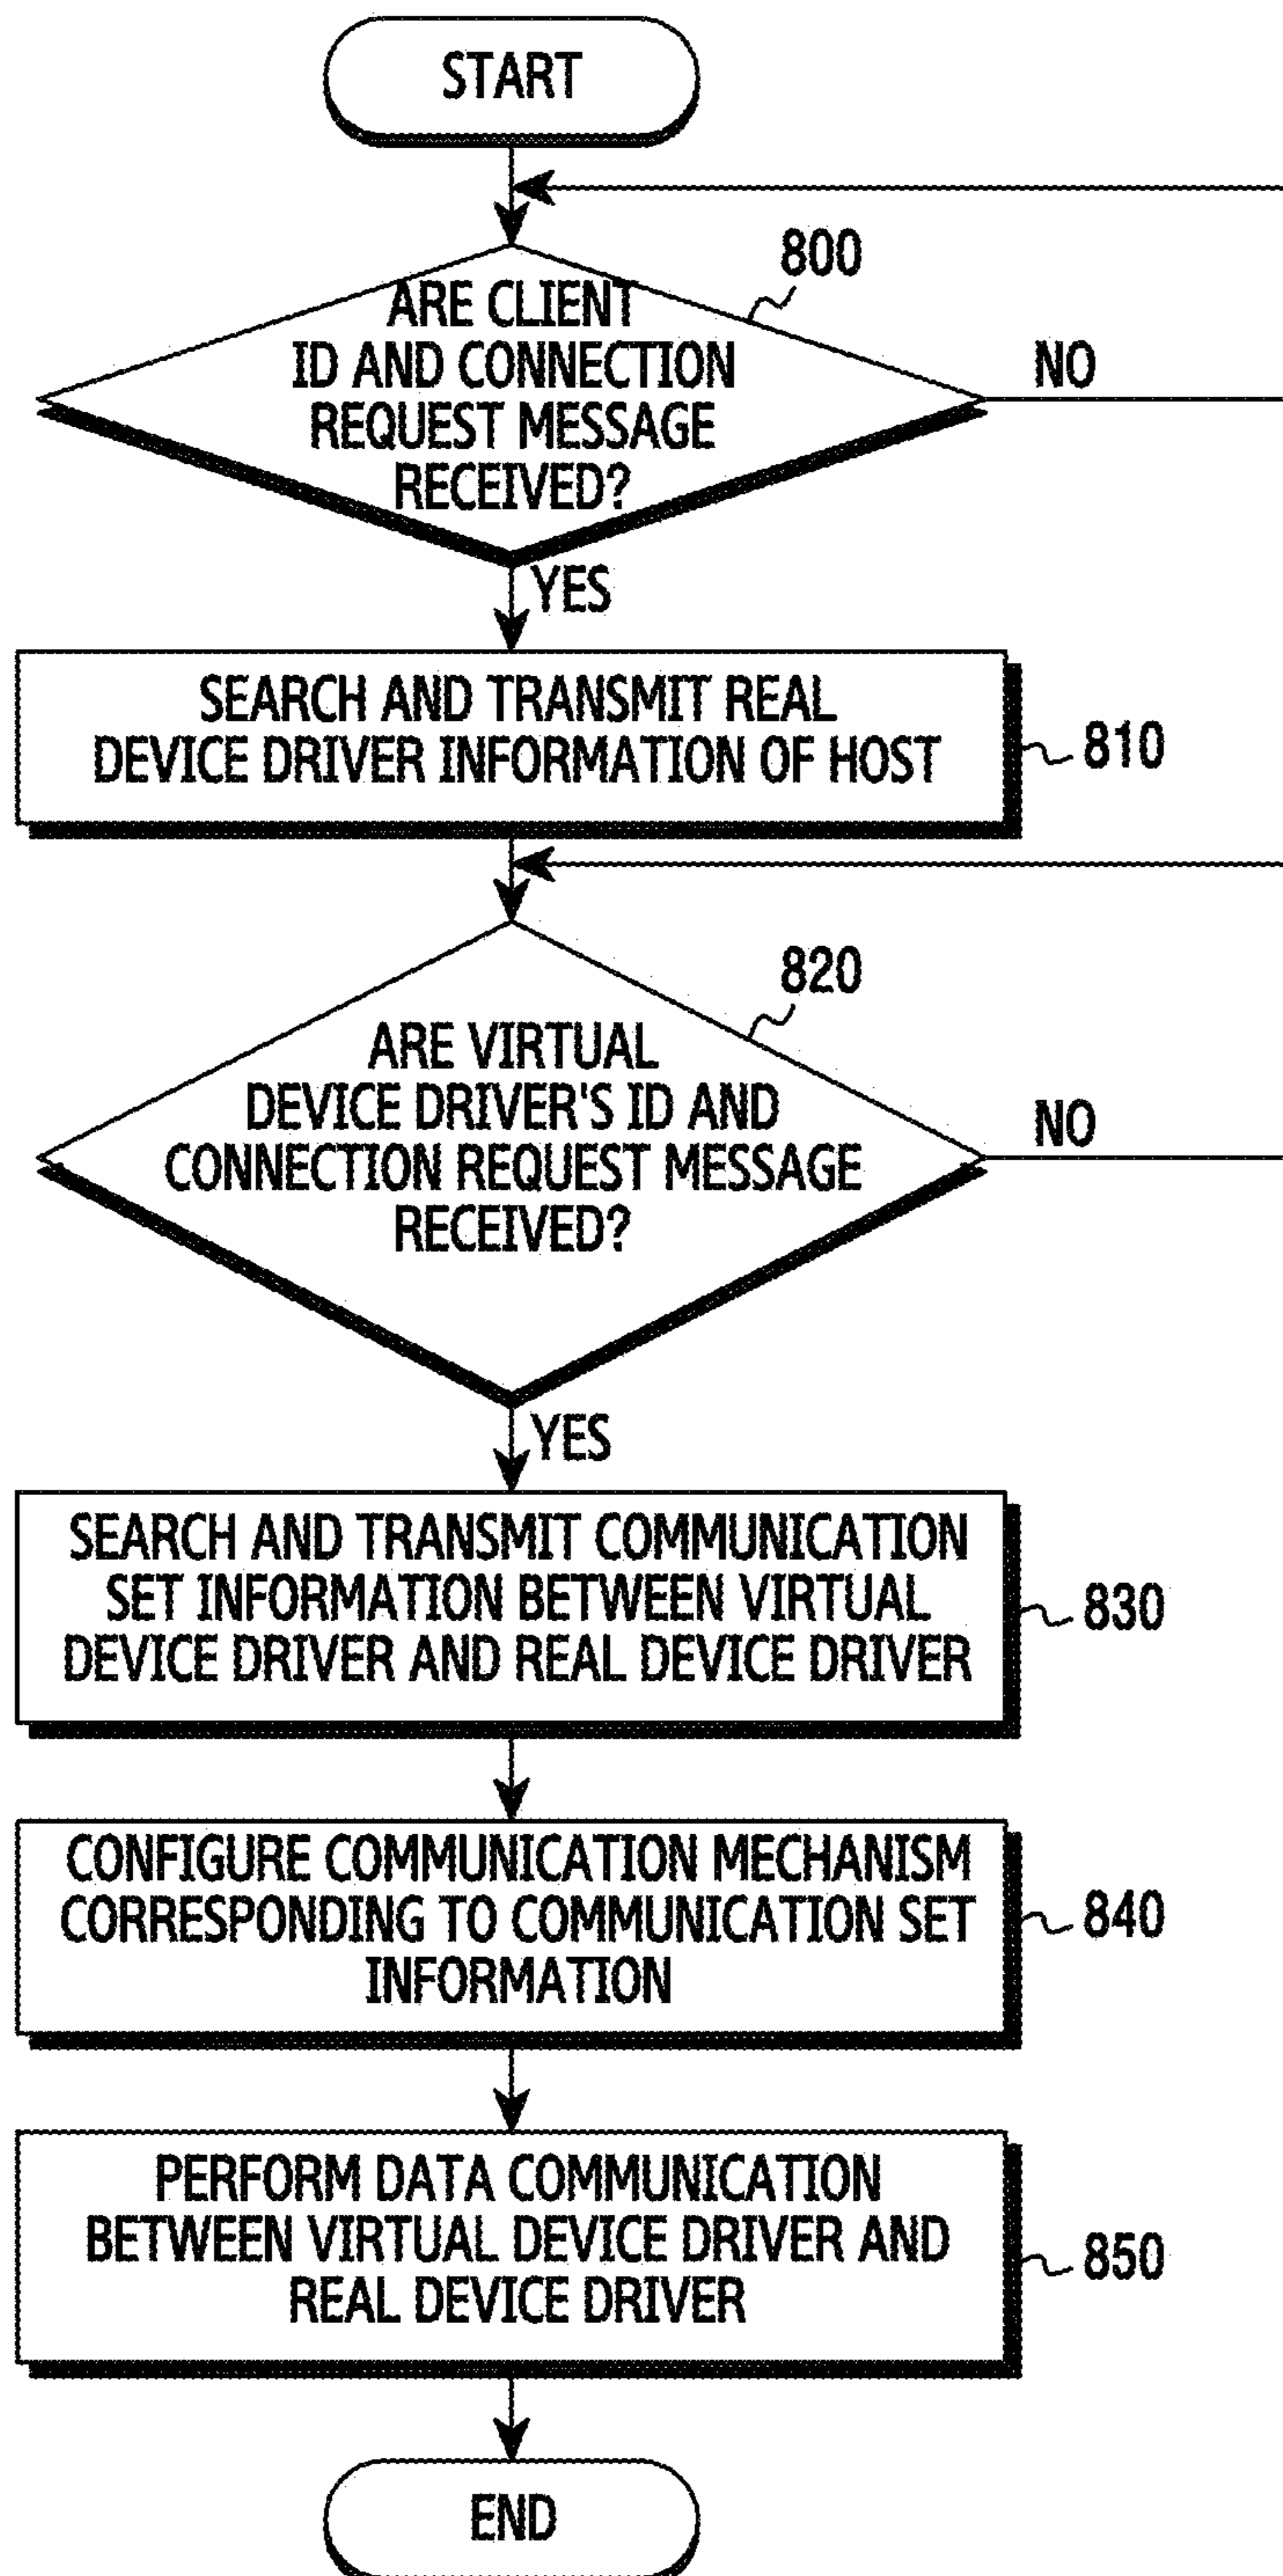 START
800
ARE CLIENT
ID AND CONNECTION
REQUEST MESSAGE
RECEIVED?
NO
YES
SEARCH AND TRANSMIT REAL
DEVICE DRIVER INFORMATION OF HOST
810
820
ARE VIRTUAL
DEVICE DRIVER'S ID AND
CONNECTION REQUEST MESSAGE
RECEIVED?
NO
YES
SEARCH AND TRANSMIT COMMUNICATION
SET INFORMATION BETWEEN VIRTUAL
DEVICE DRIVER AND REAL DEVICE DRIVER
830
CONFIGURE COMMUNICATION MECHANISM
CORRESPONDING TO COMMUNICATION SET
INFORMATION
840
PERFORM DATA COMMUNICATION
BETWEEN VIRTUAL DEVICE DRIVER AND
REAL DEVICE DRIVER
850
END